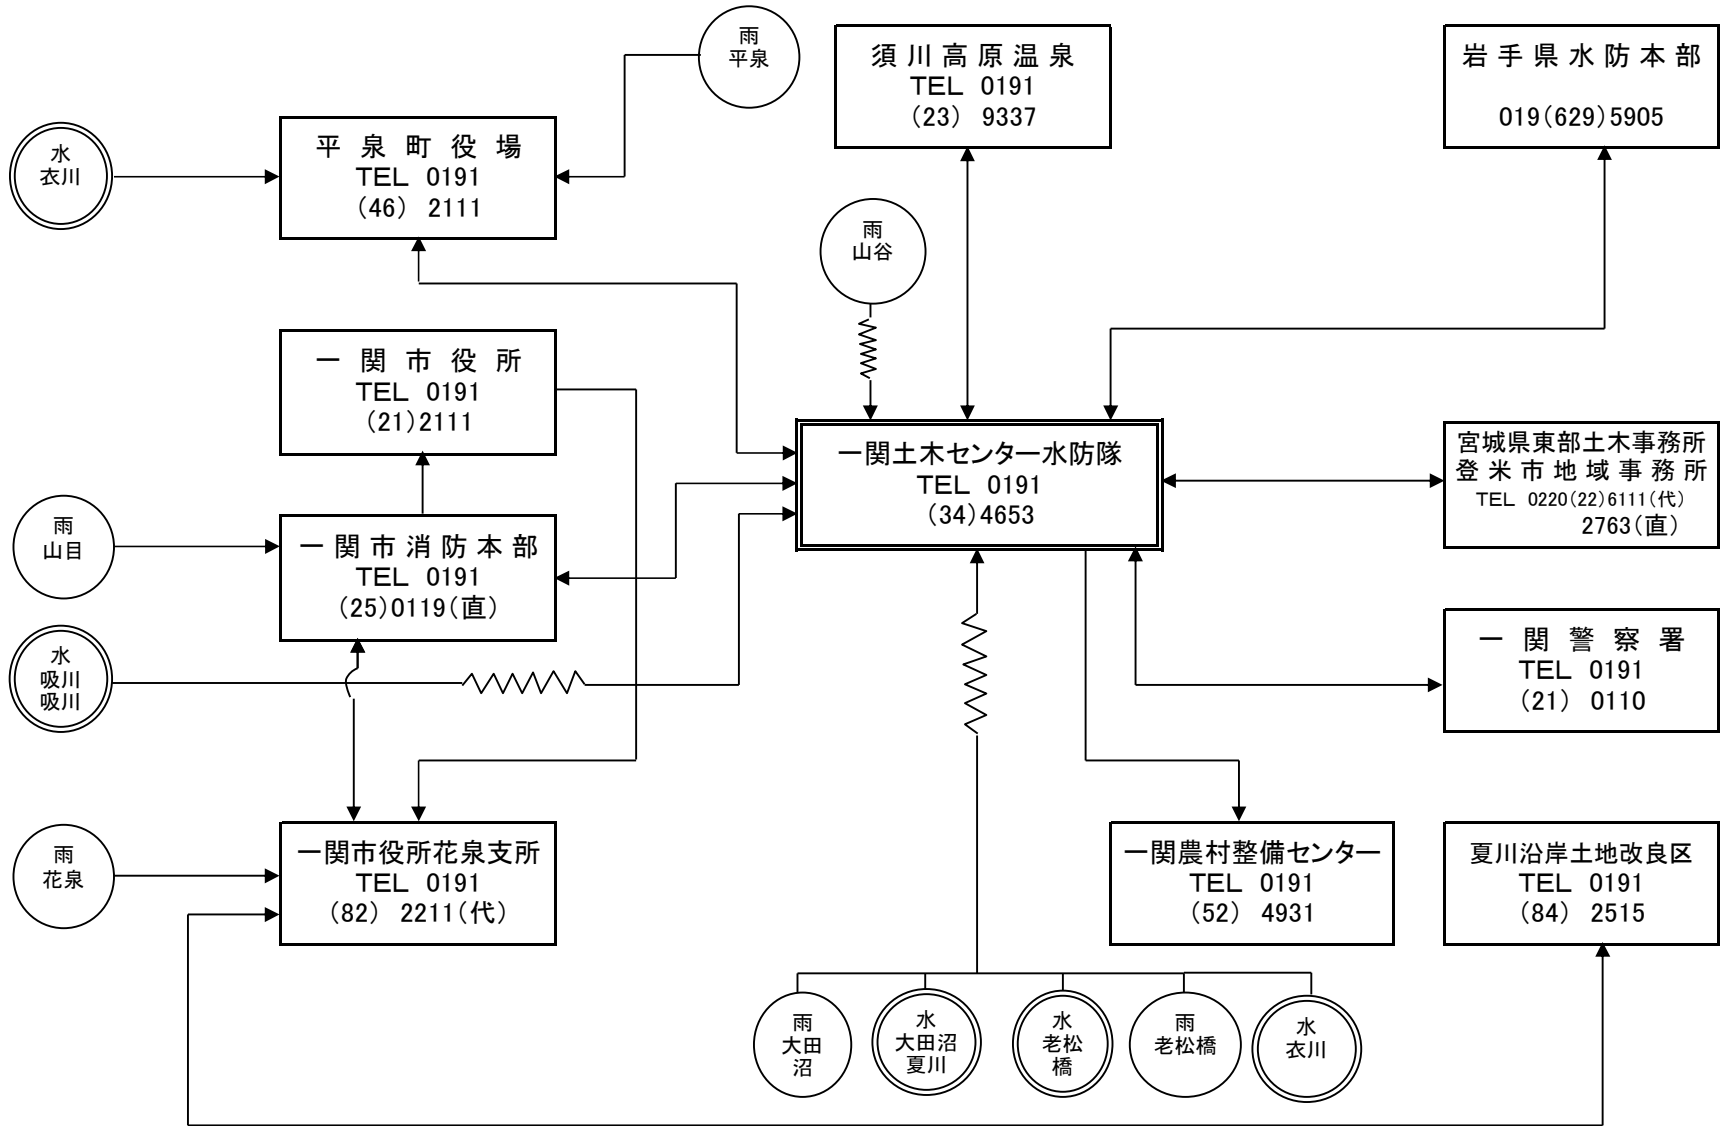 雨
平泉
須川高原温泉
TEL 0191
(23) 9337
岩手県水防本部
019(629)5905
水
衣川
平泉町役場
TEL 0191
(46) 2111
雨
山谷
一関市役所
TEL 0191
(21)2111
一関土木センター水防隊
TEL 0191
(34)4653
宮城県東部土木事務所
登米市地域事務所
TEL 0220(22)6111(代)
2763(直)
雨
山目
一関市消防本部
TEL 0191
(25)0119(直)
水
吸川
吸川
一関警察署
TEL 0191
(21) 0110
雨
花泉
一関市役所花泉支所
TEL 0191
(82) 2211(代)
一関農村整備センター
TEL 0191
(52) 4931
夏川沿岸土地改良区
TEL 0191
(84) 2515
雨
大田
沼
水
大田沼
夏川
水
老松
橋
雨
老松橋
水
衣川